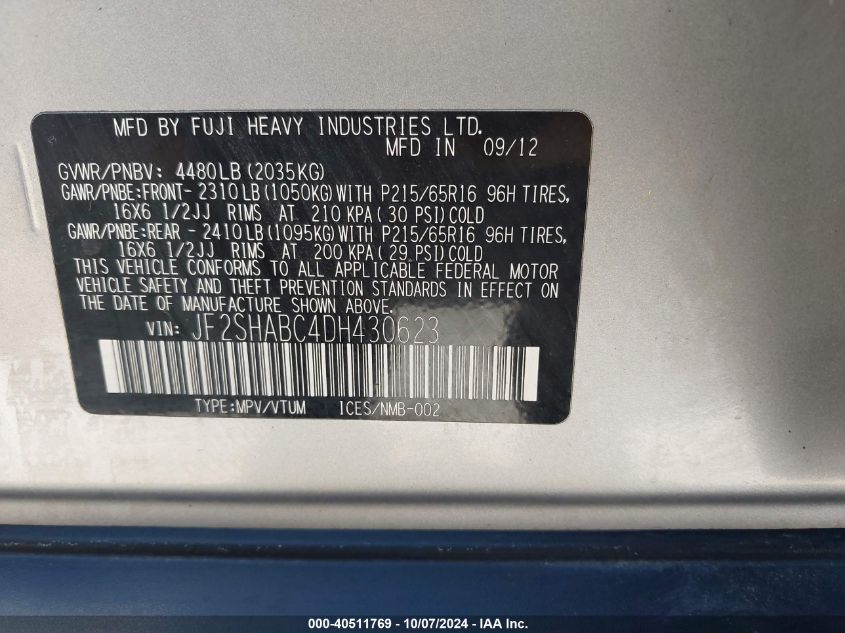 MFD BY FUJI HEAVY INDUSTRIES LTD.
MFD IN 09/12
GVWR/PNBV: 4480LB(2035KG)
GAWR/PNBE:FRONT- 2310LB(1050KG)WITH P215/65R16 96H TIRES,
16X6 1/2JJ RIMS AT 210 KPA(30 PSI)COLD
GAWR/PNBE:REAR - 2410LB(1095KG)WITH P215/65R16 96H TIRES,
16X6 1/2JJ RIMS AT 200 KPA(29.PSI)COLD
THIS VEHICLE CONFORMS TO ALL APPLICABLE FEDERAL MOTOR
VEHICLE SAFETY AND THEFT PREVENTION STANDARDS IN EFFECT ON
THE DATE OF MANUFACTURE SHOWN ABOVE.
VIN: JF2SHABC4DH430623
TYPE:MPV/VTUM ICES/NMB-002
000-40511769 - 10/07/2024 - IAA Inc.